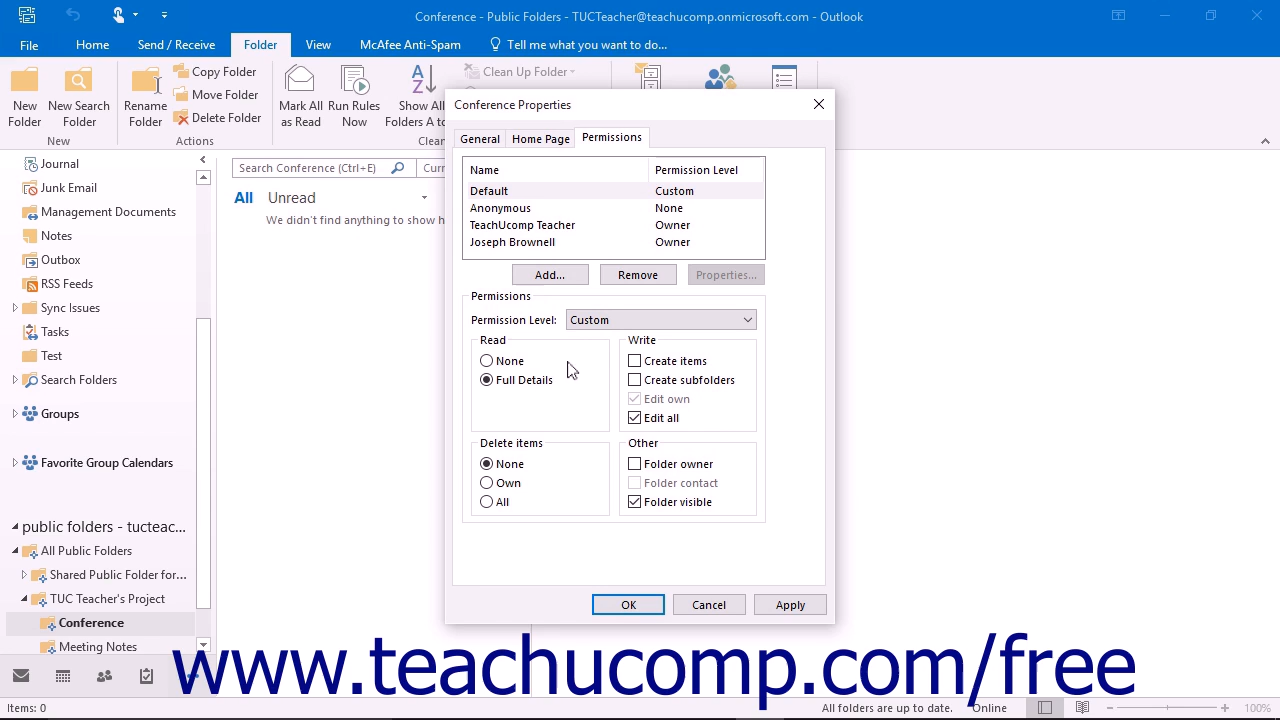 Conference - Public Folders - TUCTeacher@teachucomp.onmicrosoft.com - Outlook
File Home Send / Receive Folder View McAfee Anti-Spam Tell me what you want to do...
New Folder
New Search Folder
New
Rename Folder
Copy Folder
Move Folder
Delete Folder
Actions
Mark All as Read
Run Rules Now
Show All Folders A to
Clean Up Folder
Clean
Journal
Junk Email
Management Documents
Notes
Outbox
RSS Feeds
Sync Issues
Tasks
Test
Search Folders
Groups
Favorite Group Calendars
public folders - tucteac...
All Public Folders
Shared Public Folder for...
TUC Teacher's Project
Conference
Meeting Notes
Search Conference (Ctrl+E)
Curr
All Unread
We didn't find anything to show h
Conference Properties
General Home Page Permissions
Name Permission Level
Default Custom
Anonymous None
TeachUcomp Teacher Owner
Joseph Brownell Owner
Add... Remove Properties...
Permissions
Permission Level: Custom
Read
None
Full Details
Write
Create items
Create subfolders
Edit own
Edit all
Delete items
None
Own
All
Other
Folder owner
Folder contact
Folder visible
OK Cancel Apply
www.teachucomp.com/free
Items: 0 All folders are up to date. Online 100%